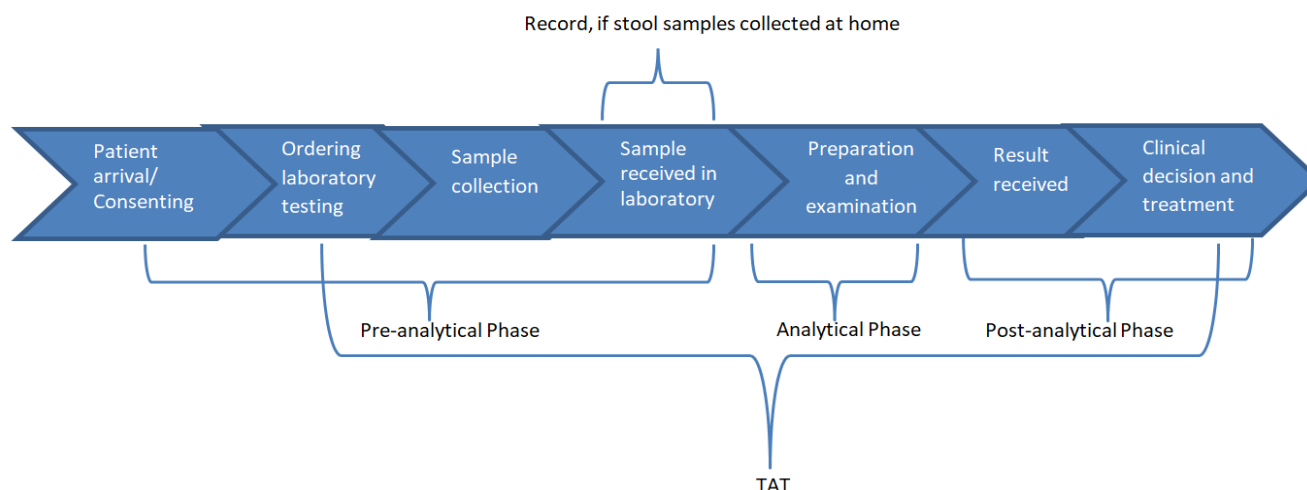 Record, if stool samples collected at home
Patient
arrival/
Consenting
Ordering
laboratory
testing
Sample
collection
Sample
received in
laboratory
Preparation
and
examination
Result
received
Clinical
decision and
treatment
Pre-analytical Phase
Analytical Phase
Post-analytical Phase
TAT